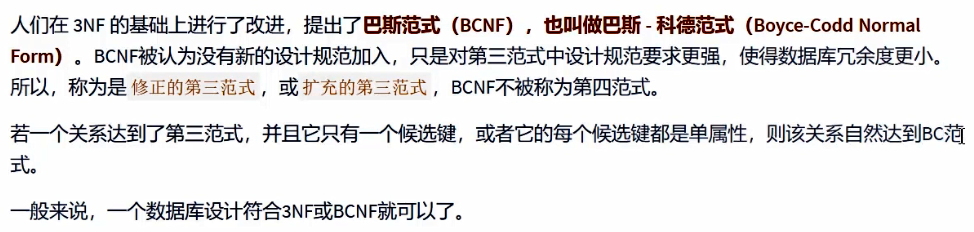 人们在 3NF 的基础上进行了改进，提出了巴斯范式（BCNF），也叫做巴斯 - 科德范式（Boyce-Codd Normal
Form）。BCNF被认为没有新的设计规范加入，只是对第三范式中设计规范要求更强，使得数据库冗余度更小。
所以，称为是 修正的第三范式 ，或 扩充的第三范式 ，BCNF不被称为第四范式。
若一个关系达到了第三范式，并且它只有一个候选键，或者它的每个候选键都是单属性，则该关系自然达到BC范
式。
一般来说，一个数据库设计符合3NF或BCNF就可以了。